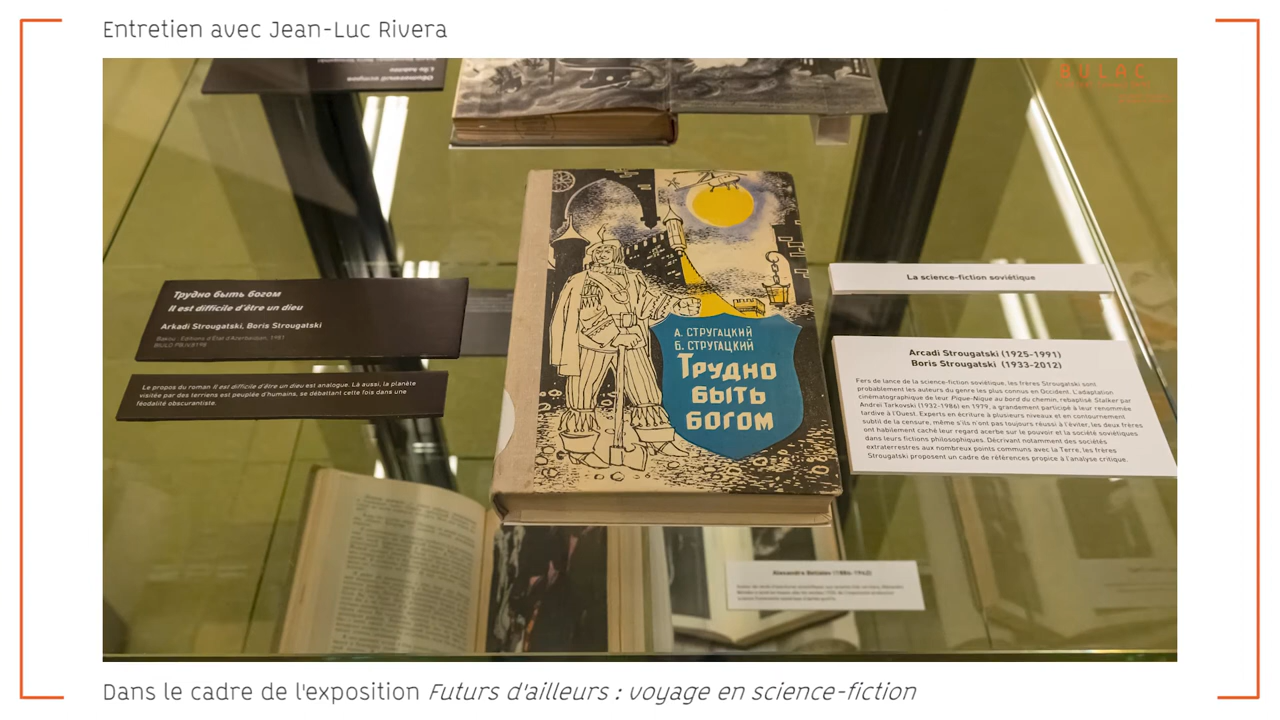 Entretien avec Jean-Luc Rivera
BULAC
Трудно быть богом
Il est difficile d'être un dieu
Arkadi Strougatski, Boris Strougatski
Bakou : Éditions d'État d'Azerbaïdjan, 1981
Le propos du roman Il est difficile d'être un dieu est analogue. Là aussi, la planète
visitée par des terriens est peuplée d'humains, se débattant cette fois dans une
féodalité obscurantiste.
А. СТРУГАЦКИЙ
Б. СТРУГАЦКИЙ
ТРУДНО
БЫТЬ
БОГОМ
La science-fiction soviétique
Arcadi Strougatski (1925-1991)
Boris Strougatski (1933-2012)
Fers de lance de la science-fiction soviétique, les frères Strougatski sont
probablement les auteurs du genre les plus connus en Occident. L'adaptation
cinématographique de leur Pique-Nique au bord du chemin, rebaptisé Stalker par
Andreï Tarkovski (1932-1986) en 1979, a grandement participé à leur renommée
tardive à l'Ouest. Experts en écriture à plusieurs niveaux et en contournement
subtil de la censure, même s'ils n'ont pas toujours réussi à l'éviter, les deux frères
ont habilement caché leur regard acerbe sur le pouvoir et la société soviétiques
dans leurs fictions philosophiques. Décrivant notamment des sociétés
extraterrestres aux nombreux points communs avec la Terre, les frères
Strougatski proposent un cadre de références propice à l'analyse critique.
Alexandre Beliaev (1884-1942)
Dans le cadre de l'exposition Futurs d'ailleurs : voyage en science-fiction